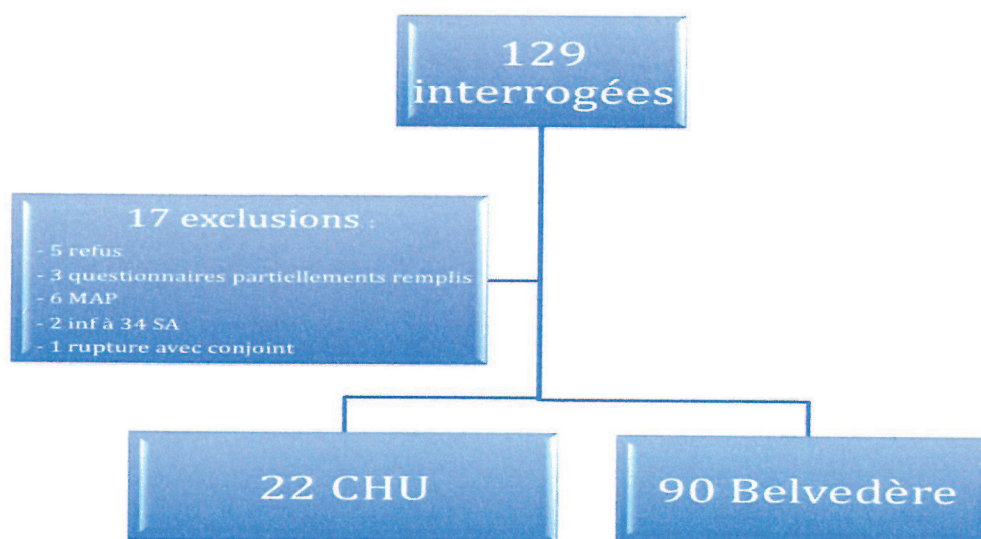 129
interrogées
17 exclusions :
- 5 refus
- 3 questionnaires partiellements remplis
- 6 MAP
- 2 inf à 34 SA
- 1 rupture avec conjoint
22 CHU
90 Belvedère